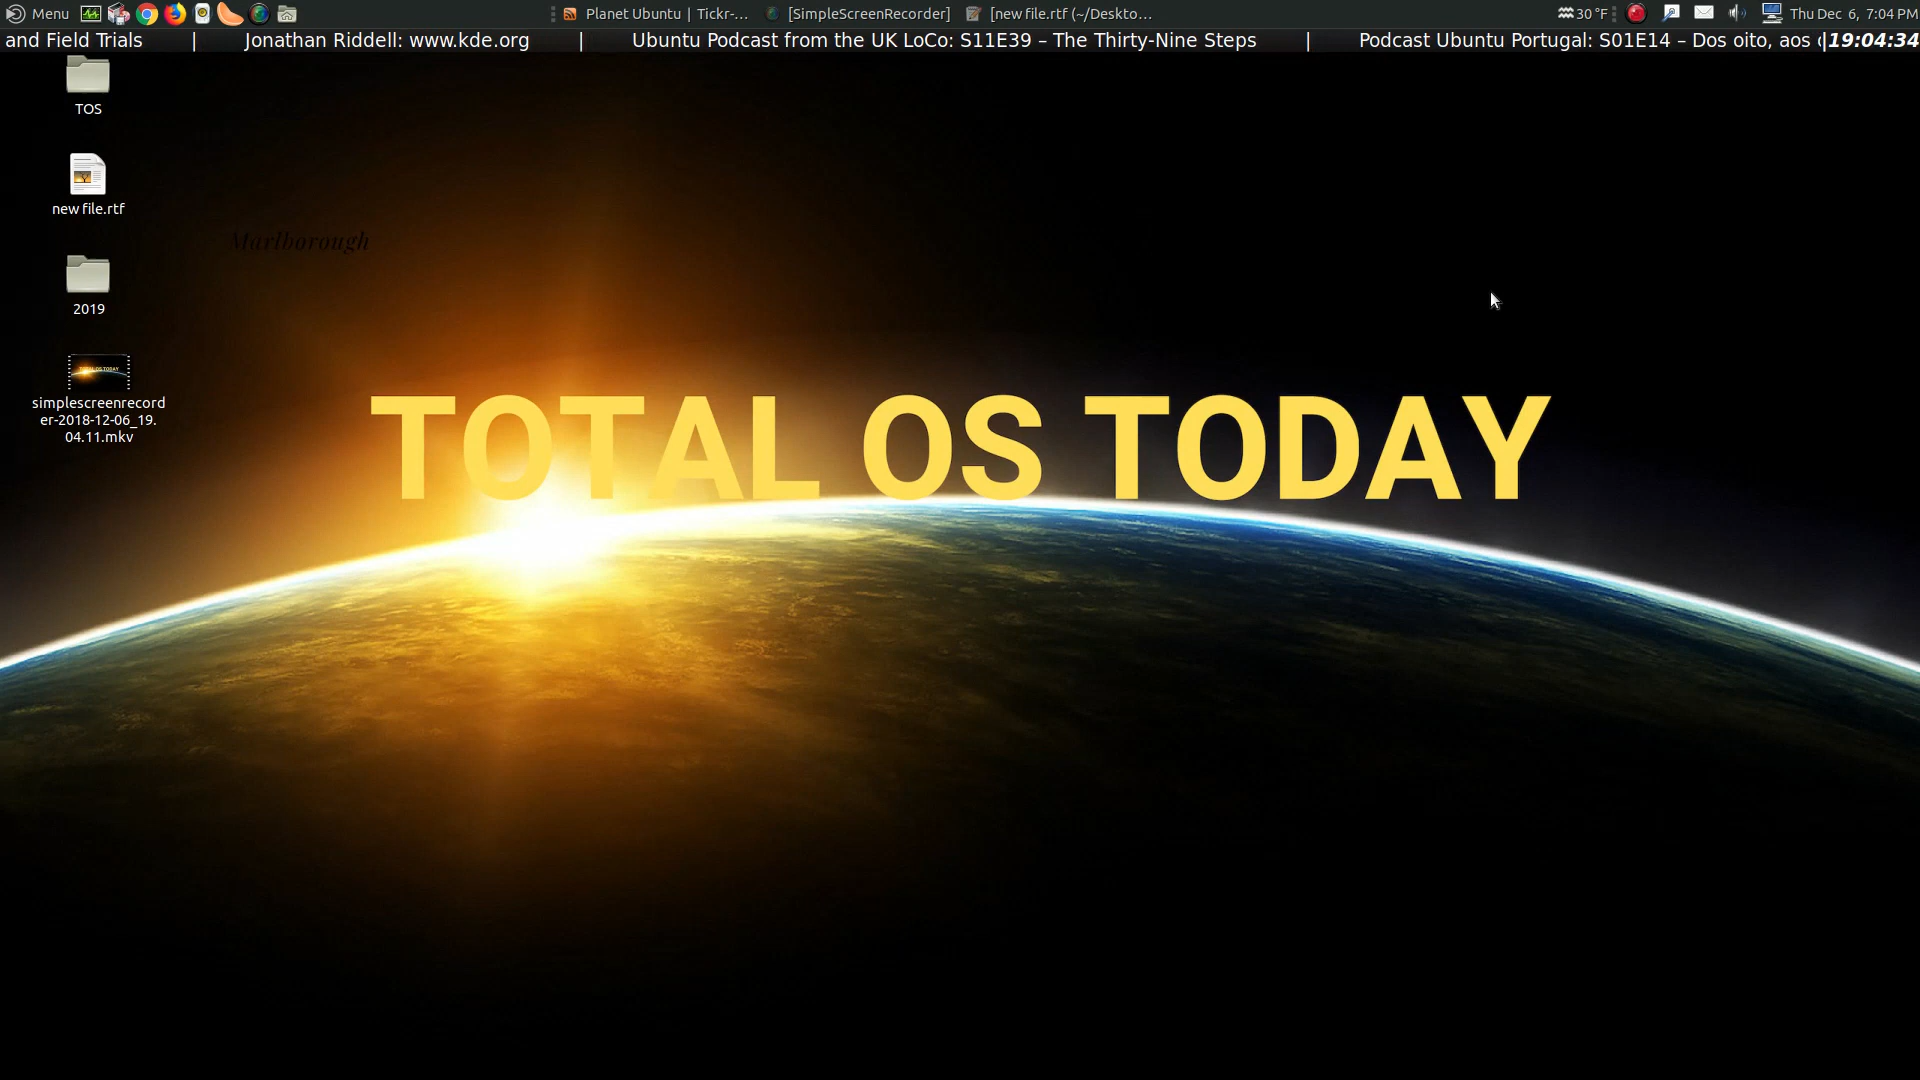 Menu
Planet Ubuntu | Tickr-...
[SimpleScreenRecorder]
[new file.rtf (~/Deskto...
30 °F
Thu Dec 6, 7:04 PM
and Field Trials | Jonathan Riddell: www.kde.org | Ubuntu Podcast from the UK LoCo: S11E39 – The Thirty-Nine Steps | Podcast Ubuntu Portugal: S01E14 – Dos oito, aos
|19:04:34
TOS
new file.rtf
Marlborough
2019
simplescreenrecord
er-2018-12-06_19.
04.11.mkv
TOTAL OS TODAY